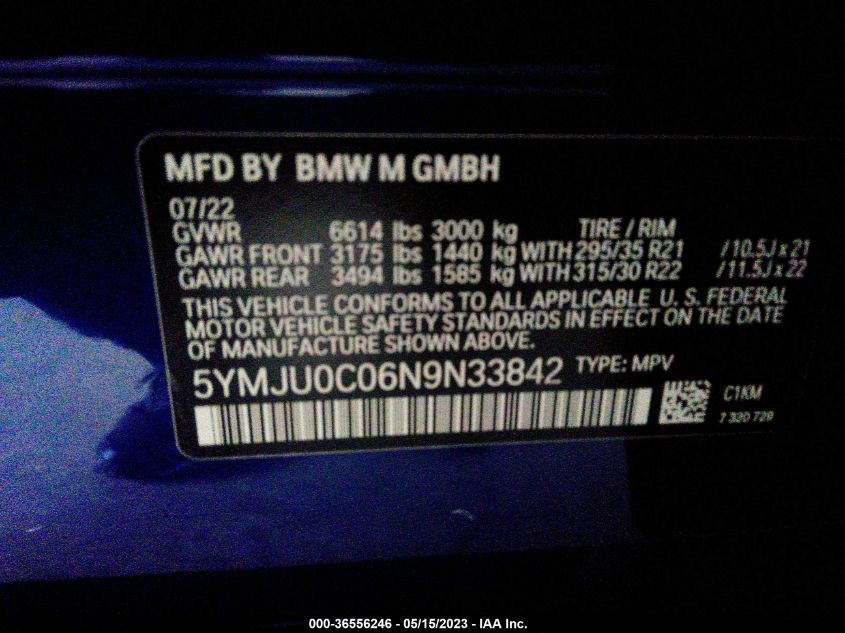 MFD BY BMW M GMBH
07/22
GVWR 6614 lbs 3000 kg TIRE / RIM
GAWR FRONT 3175 lbs 1440 kg WITH 295/35 R21 /10.5J x 21
GAWR REAR 3494 lbs 1585 kg WITH 315/30 R22 /11.5J x 22
THIS VEHICLE CONFORMS TO ALL APPLICABLE U. S. FEDERAL
MOTOR VEHICLE SAFETY STANDARDS IN EFFECT ON THE DATE
OF MANUFACTURE SHOWN ABOVE.
5YMJU0C06N9N33842 TYPE: MPV
C1KM
7 320 729
000-36556246 - 05/15/2023 - IAA Inc.